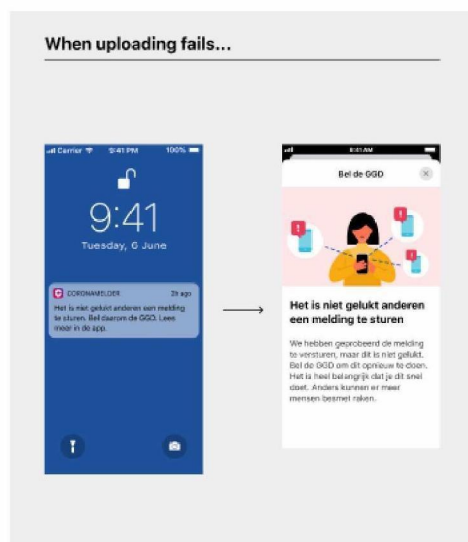 When uploading fails...
Carrier 9:41 PM 100%
9:41
Tuesday, 6 June
CORONAMELDER 2h ago
Het is niet gelukt anderen een melding
te sturen. Bel daarom de GGD. Lees
meer in de app.
9:41 AM
Bel de GGD
Het is niet gelukt anderen
een melding te sturen
We hebben geprobeerd de melding
te versturen, maar dit is niet gelukt.
Bel de GGD om dit opnieuw te doen.
Het is heel belangrijk dat je dit snel
doet. Anders kunnen er meer
mensen besmet raken.